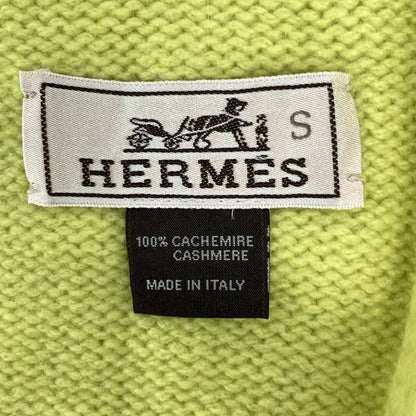 S
HERMES
100% CACHEMIRE
CASHMERE
MADE IN ITALY